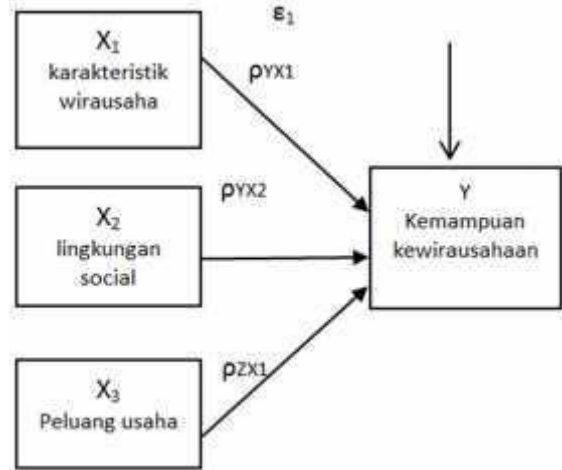 ε₁
X₁
karakteristik
wirausaha
ρYX1
X₂
lingkungan
social
ρYX2
Y
Kemampuan
kewirausahaan
X₃
Peluang usaha
ρZX1